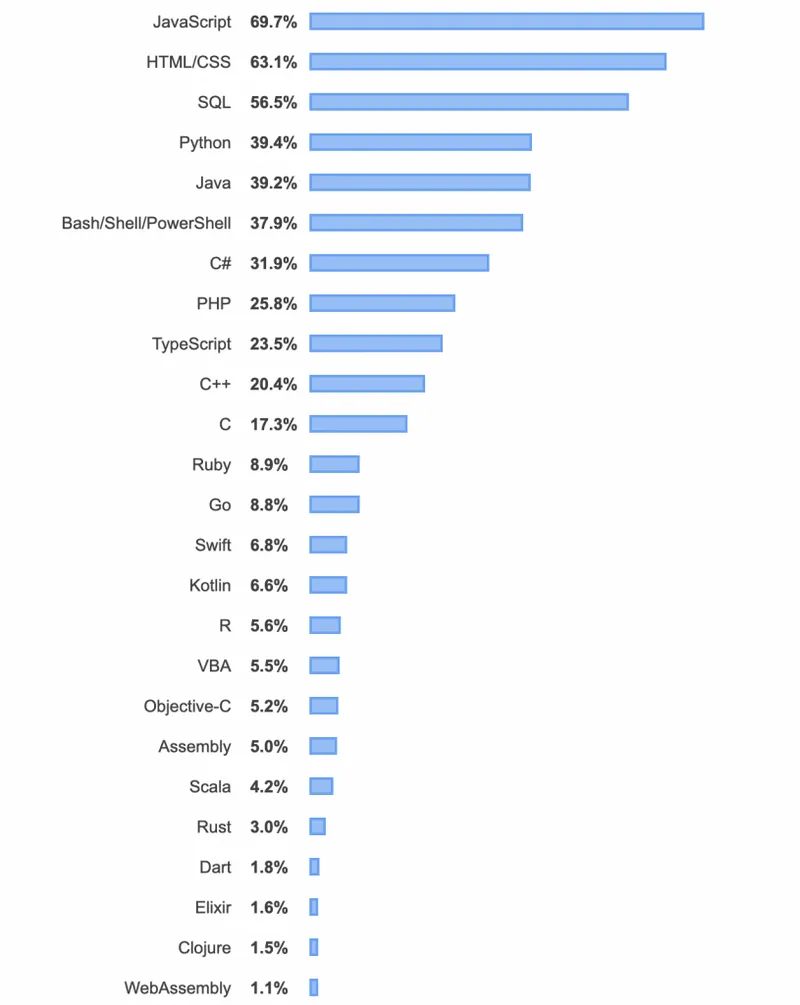 JavaScript 69.7%
HTML/CSS 63.1%
SQL 56.5%
Python 39.4%
Java 39.2%
Bash/Shell/PowerShell 37.9%
C# 31.9%
PHP 25.8%
TypeScript 23.5%
C++ 20.4%
C 17.3%
Ruby 8.9%
Go 8.8%
Swift 6.8%
Kotlin 6.6%
R 5.6%
VBA 5.5%
Objective-C 5.2%
Assembly 5.0%
Scala 4.2%
Rust 3.0%
Dart 1.8%
Elixir 1.6%
Clojure 1.5%
WebAssembly 1.1%